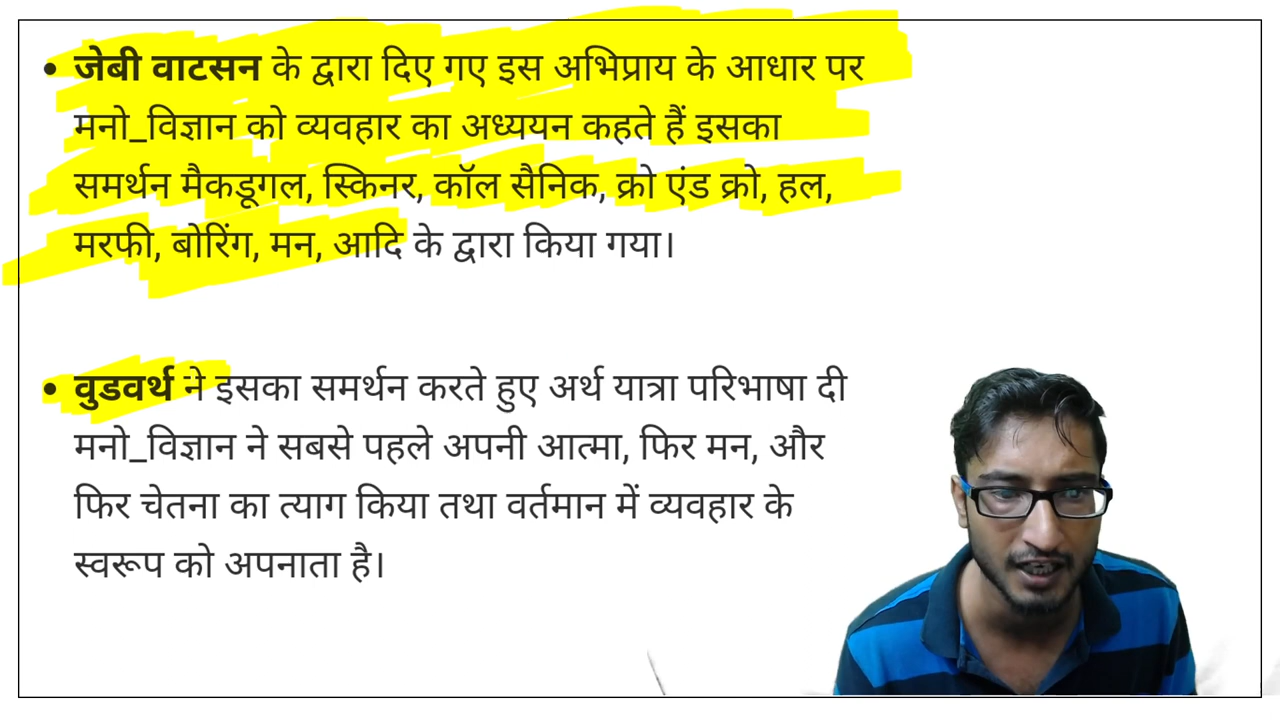 • जेबी वाटसन के द्वारा दिए गए इस अभिप्राय के आधार पर
मनो_विज्ञान को व्यवहार का अध्ययन कहते हैं इसका
समर्थन मैकडूगल, स्किनर, कॉल सैनिक, क्रो एंड क्रो, हल,
मरफी, बोरिंग, मन, आदि के द्वारा किया गया।
• वुडवर्थ ने इसका समर्थन करते हुए अर्थ यात्रा परिभाषा दी
मनो_विज्ञान ने सबसे पहले अपनी आत्मा, फिर मन, और
फिर चेतना का त्याग किया तथा वर्तमान में व्यवहार के
स्वरूप को अपनाता है।